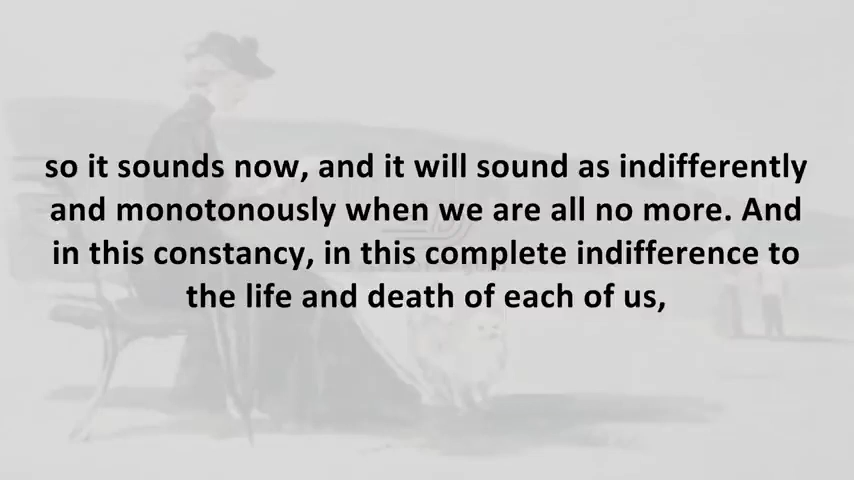 so it sounds now, and it will sound as indifferently
and monotonously when we are all no more. And
in this constancy, in this complete indifference to
the life and death of each of us,